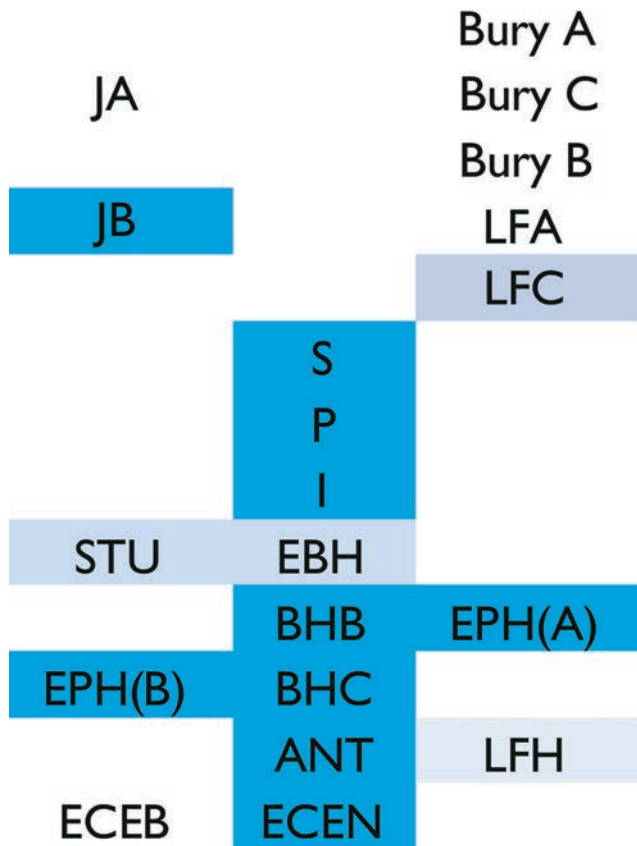 Bury A
JA Bury C
Bury B
JB LFA
LFC
S
P
I
STU EBH
BHB EPH(A)
EPH(B) BHC
ANT LFH
ECEB ECEN